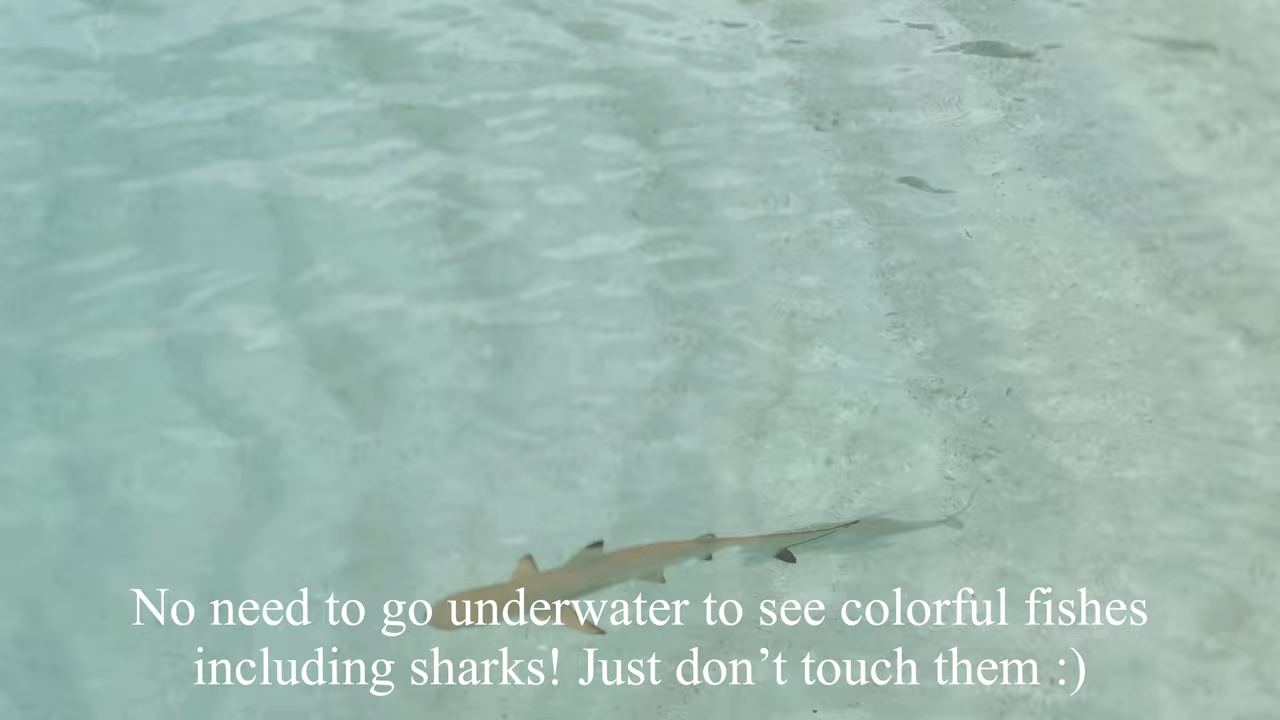 No need to go underwater to see colorful fishes
including sharks! Just don’t touch them :)